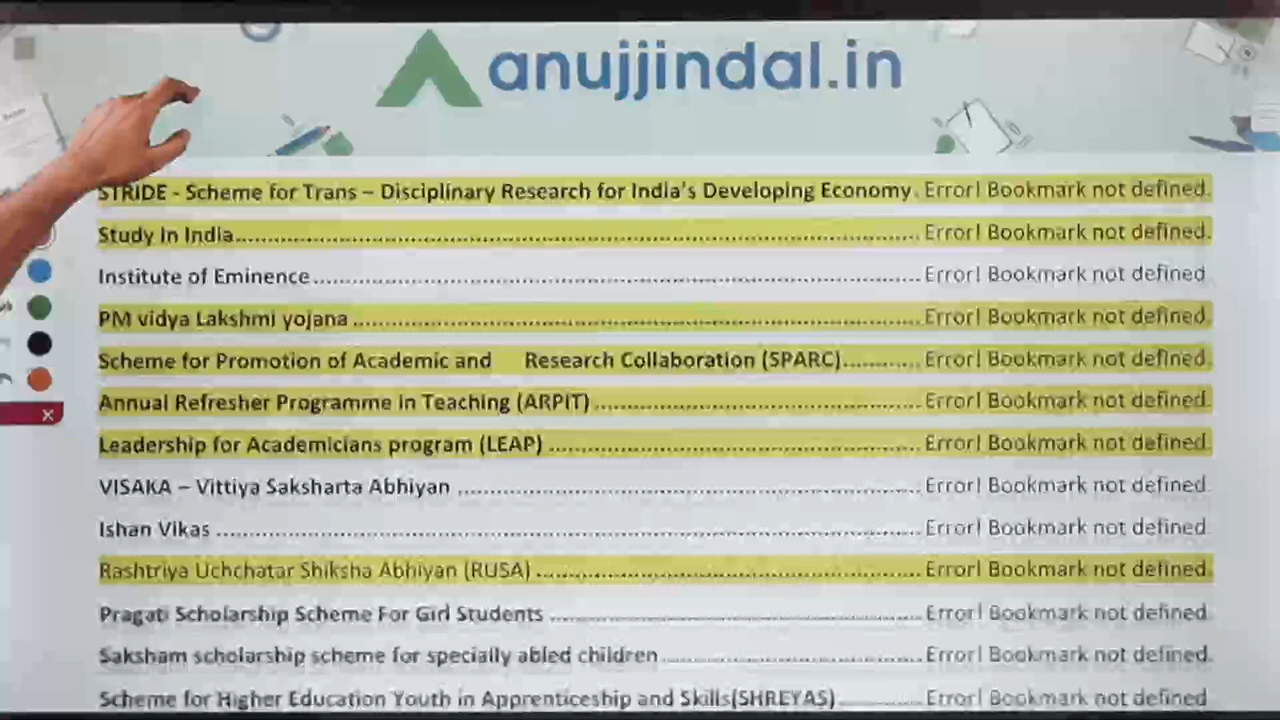 anujjindal.in
STRIDE - Scheme for Trans – Disciplinary Research for India's Developing Economy. Error! Bookmark not defined.
Study In India........ Error! Bookmark not defined.
Institute of Eminence........ Error! Bookmark not defined.
PM vidya Lakshmi yojana........ Error! Bookmark not defined.
Scheme for Promotion of Academic and Research Collaboration (SPARC)........ Error! Bookmark not defined.
Annual Refresher Programme in Teaching (ARPIT)........ Error! Bookmark not defined.
Leadership for Academicians program (LEAP)........ Error! Bookmark not defined.
VISAKA – Vittiya Saksharta Abhiyan........ Error! Bookmark not defined.
Ishan Vikas........ Error! Bookmark not defined.
Rashtriya Uchchatar Shiksha Abhiyan (RUSA)........ Error! Bookmark not defined.
Pragati Scholarship Scheme For Girl Students........ Error! Bookmark not defined.
Saksham scholarship scheme for specially abled children........ Error! Bookmark not defined.
Scheme for Higher Education Youth in Apprenticeship and Skills(SHREYAS)........ Error! Bookmark not defined.